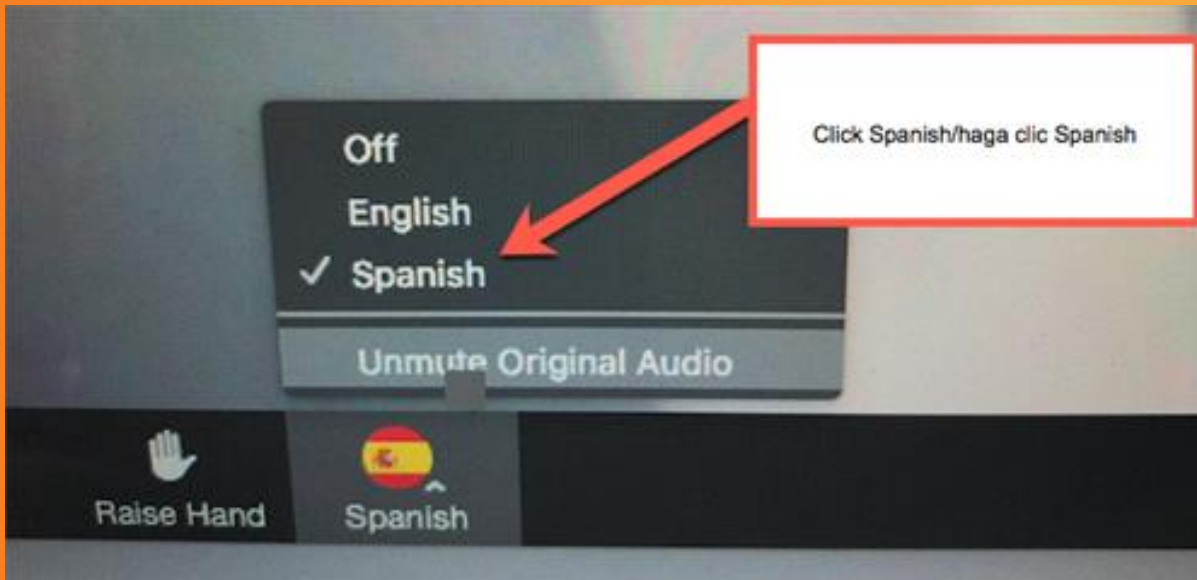 Click Spanish/haga clic Spanish
Off
English
Spanish
Unmute Original Audio
Raise Hand
Spanish